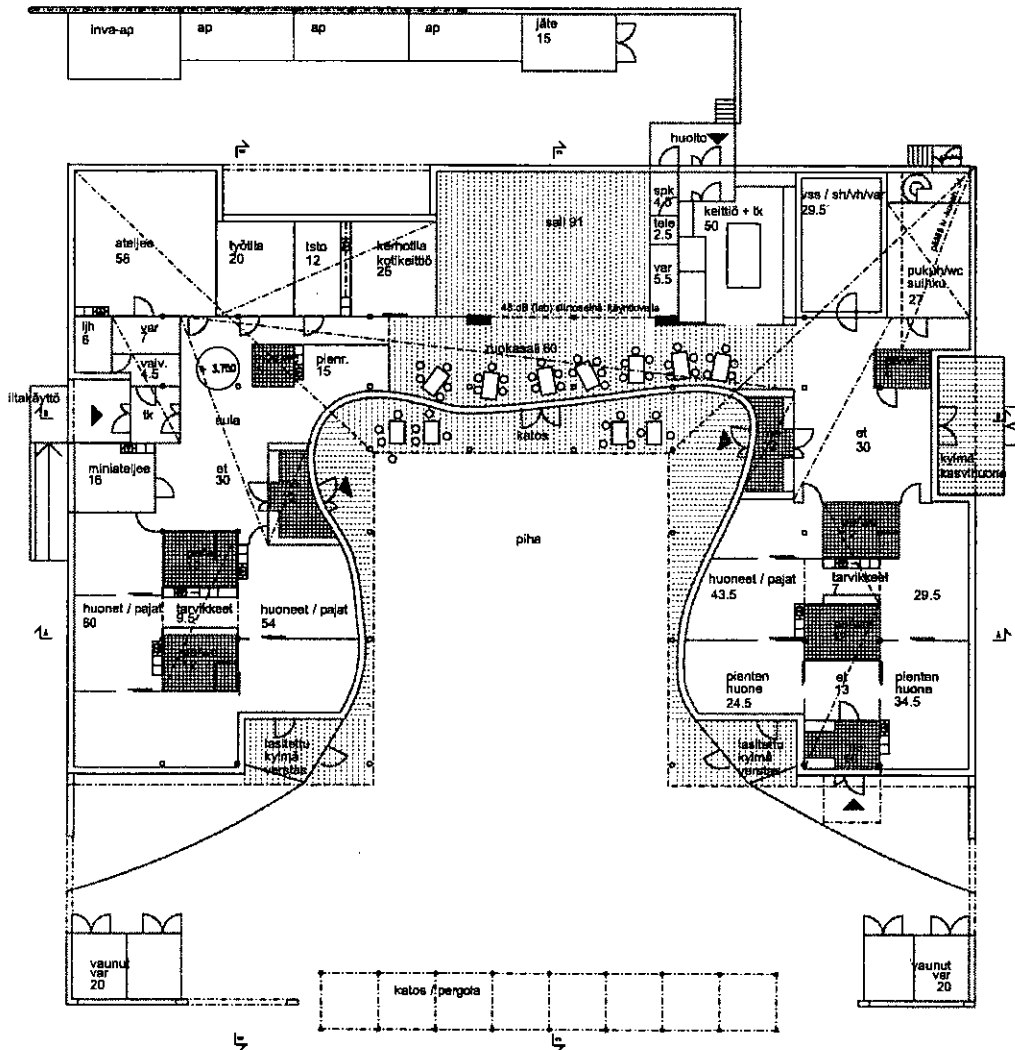 inva-ap
ap
ap
ap
jäte
15
huolto
ateljee
56
työtila
20
tsto
12
kerhotila
kotikeittiö
25
sali 91
spk
4.5
tele
2.5
var
5.5
keittiö + tk
50
vss / sh/vh/var
29.5
27
ljh
6
var
7
4.5
tk
3.760
pienr.
15
ruokasali 60
iltakäyttö
aula
katos
et
30
kylmä
kasvihuone
miniateljee
16
et
30
piha
huoneet / pajat
60
tarvikkeet
9.5
huoneet / pajat
54
huoneet / pajat
43.5
tarvikkeet
7
29.5
pienten
huone
24.5
et
13
pienten
huone
34.5
lasitettu
kylmä
verstas
lasitettu
kylmä
verstas
vaunut
var
20
katos / pergola
vaunut
var
20